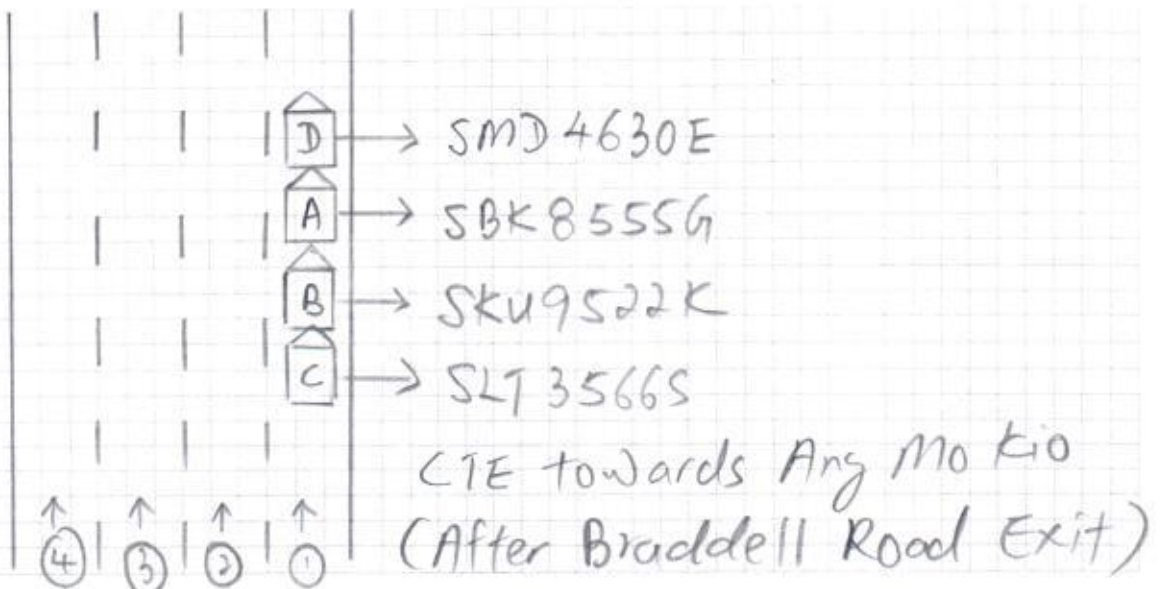 D → SMD4630E
A → SBK8555G
B → SKU9522K
C → SLT3566S
CTE towards Ang Mo Kio
(After Braddell Road Exit)
↑ ↑ ↑ ↑
④ ③ ② ①